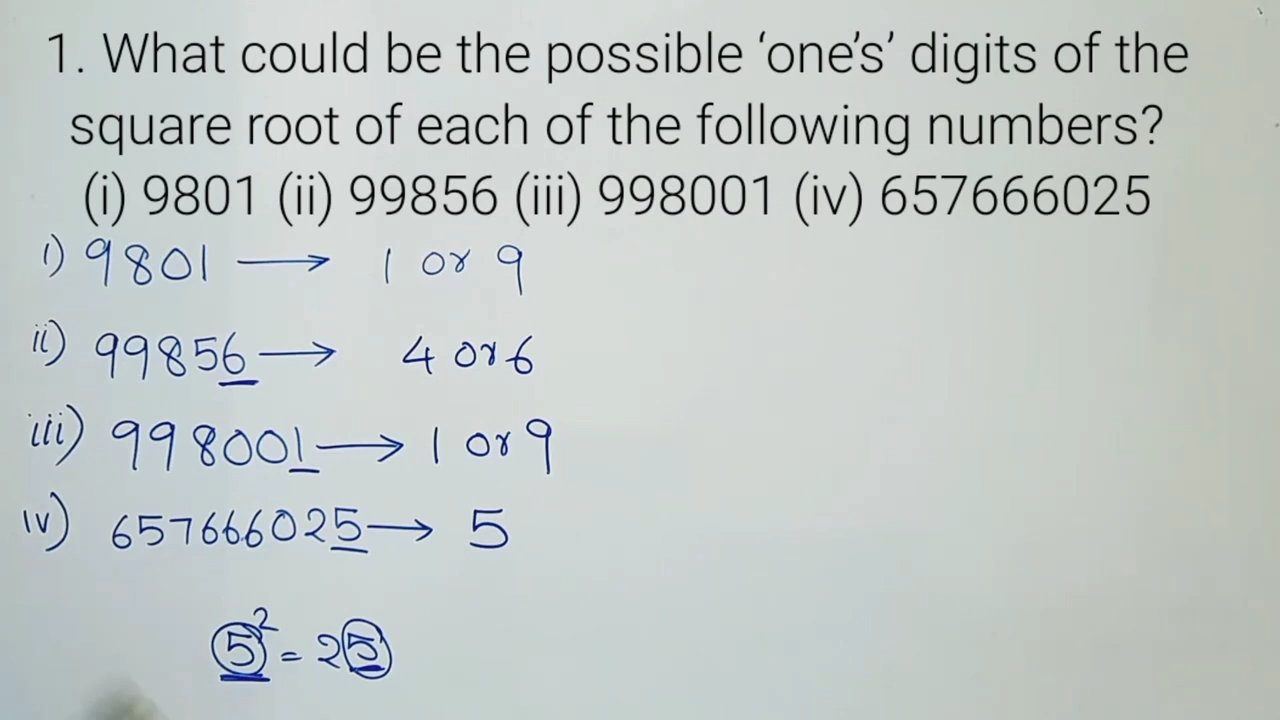 1. What could be the possible ‘one’s’ digits of the
square root of each of the following numbers?
(i) 9801 (ii) 99856 (iii) 998001 (iv) 657666025
i) 9801 ⟶ 1 or 9
ii) 99856 ⟶ 4 or 6
iii) 998001 ⟶ 1 or 9
iv) 657666025 ⟶ 5
5² = 25